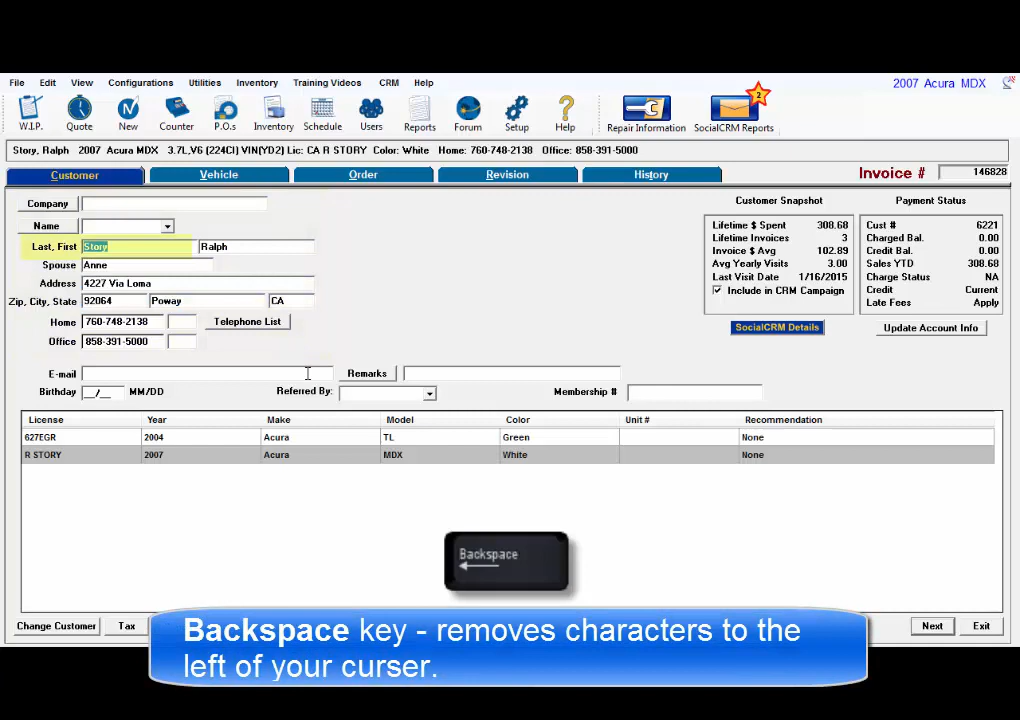 File Edit View Configurations Utilities Inventory Training Videos CRM Help 2007 Acura MDX
W.I.P. Quote New Counter P.O.s Inventory Schedule Users Reports Forum Setup Help Repair Information SocialCRM Reports
2
Story, Ralph 2007 Acura MDX 3.7L,V6 (224CI) VIN(YD2) Lic: CA R STORY Color: White Home: 760-748-2138 Office: 858-391-5000
Customer Vehicle Order Revision History Invoice # 146828
Company
Name
Last, First Story Ralph
Spouse Anne
Address 4227 Via Loma
Zip, City, State 92064 Poway CA
Home 760-748-2138 Telephone List
Office 858-391-5000
E-mail Remarks
Birthday __/__ MM/DD Referred By: Membership #
Customer Snapshot
Lifetime $ Spent 308.68
Lifetime Invoices 3
Invoice $ Avg 102.89
Avg Yearly Visits 3.00
Last Visit Date 1/16/2015
Include in CRM Campaign
SocialCRM Details
Payment Status
Cust # 6221
Charged Bal. 0.00
Credit Bal. 0.00
Sales YTD 308.68
Charge Status NA
Credit Current
Late Fees Apply
Update Account Info
License Year Make Model Color Unit # Recommendation
627EGR 2004 Acura TL Green None
R STORY 2007 Acura MDX White None
Backspace
Change Customer Tax Next Exit
Backspace key - removes characters to the
left of your curser.